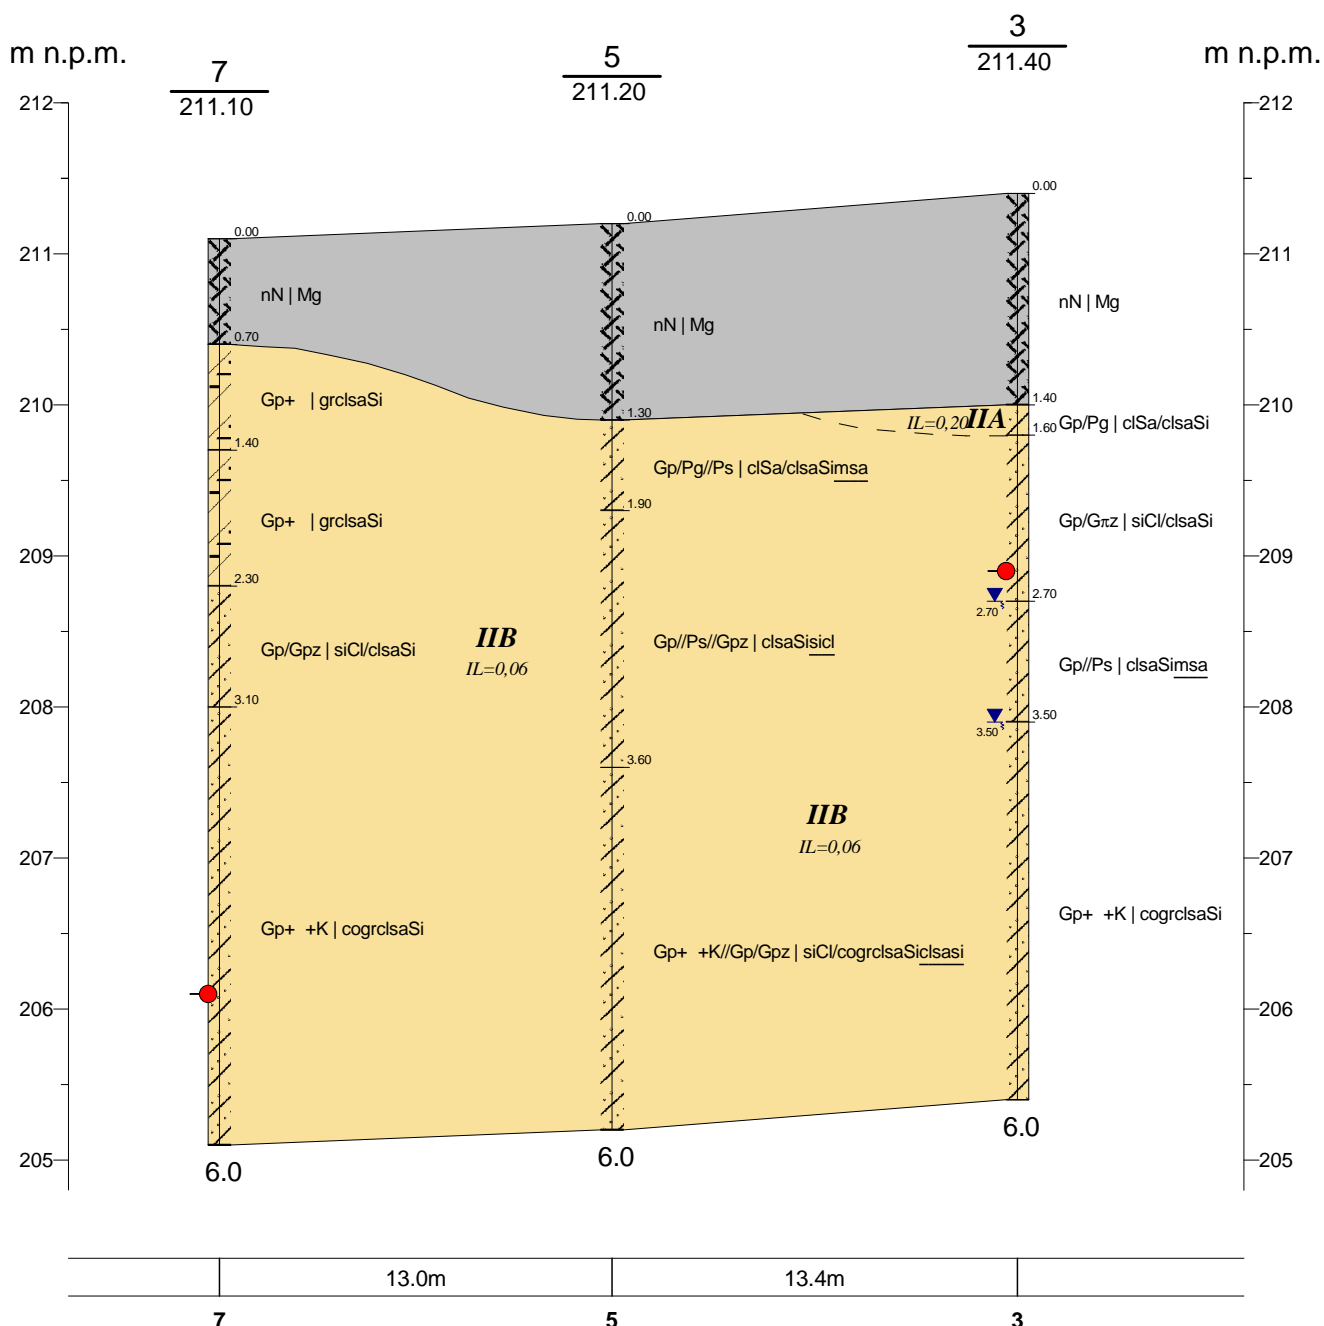 3
m n.p.m.
m n.p.m.
5
211.40
7
211.20
211.10
212
212
0.00
0.00
0.00
211
211
nN | Mg
nN | Mg
nN | Mg
0.70
1.40
Gp+ | grclsaSi
210
1.30
210
IL=0,20
IIA
1.60
Gp/Pg | clSa/clsaSi
1.40
Gp/Pg//Ps | clSa/clsaSimsa
1.90
Gp+ | grclsaSi
Gp/Gπz | siCl/clsaSi
209
209
2.30
2.70
2.70
IIB
Gp/Gpz | siCl/clsaSi
Gp//Ps//Gpz | clsaSisicl
IL=0,06
Gp//Ps | clsaSimsa
3.10
208
208
3.50
3.50
3.60
IIB
IL=0,06
207
207
Gp+ +K | cogrclsaSi
Gp+ +K | cogrclsaSi
Gp+ +K//Gp/Gpz | siCl/cogrclsaSiclsasi
206
206
205
6.0
6.0
6.0
205
13.0m
13.4m
7
5
3